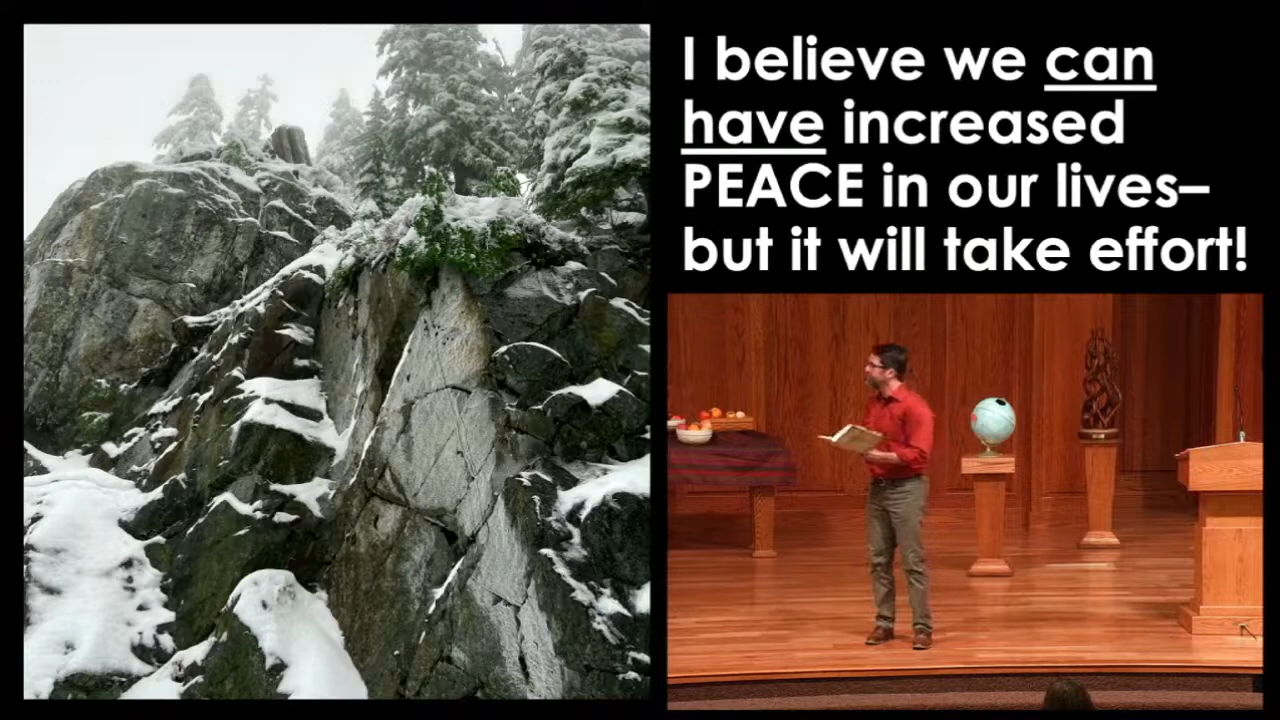 I believe we can
have increased
PEACE in our lives–
but it will take effort!